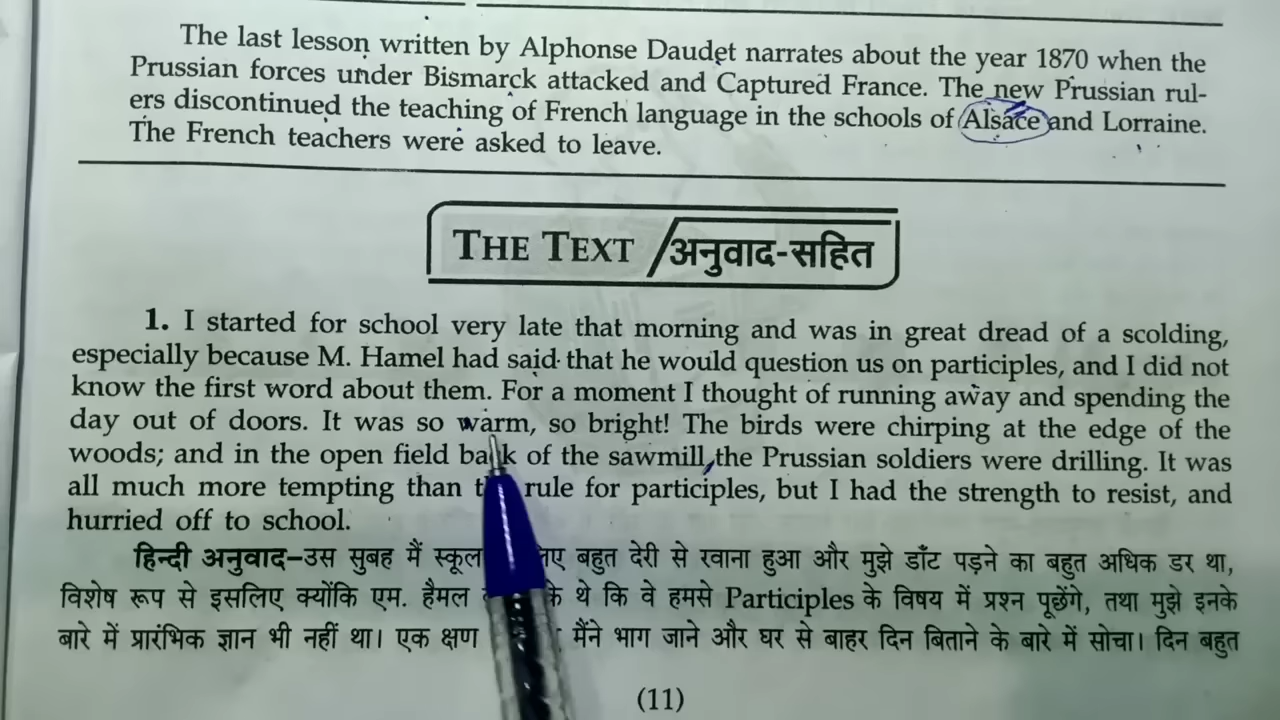 The last lesson written by Alphonse Daudet narrates about the year 1870 when the
Prussian forces under Bismarck attacked and Captured France. The new Prussian rul-
ers discontinued the teaching of French language in the schools of Alsace and Lorraine.
The French teachers were asked to leave.
THE TEXT / अनुवाद-सहित
1. I started for school very late that morning and was in great dread of a scolding,
especially because M. Hamel had said that he would question us on participles, and I did not
know the first word about them. For a moment I thought of running away and spending the
day out of doors. It was so warm, so bright! The birds were chirping at the edge of the
woods; and in the open field back of the sawmill, the Prussian soldiers were drilling. It was
all much more tempting than rule for participles, but I had the strength to resist, and
hurried off to school.
हिन्दी अनुवाद–उस सुबह मैं स्कूल बहुत देरी से रवाना हुआ और मुझे डाँट पड़ने का बहुत अधिक डर था,
विशेष रूप से इसलिए क्योंकि एम. हैमल थे कि वे हमसे Participles के विषय में प्रश्न पूछेंगे, तथा मुझे इनके
बारे में प्रारंभिक ज्ञान भी नहीं था। एक क्षण मैंने भाग जाने और घर से बाहर दिन बिताने के बारे में सोचा। दिन बहुत
(11)